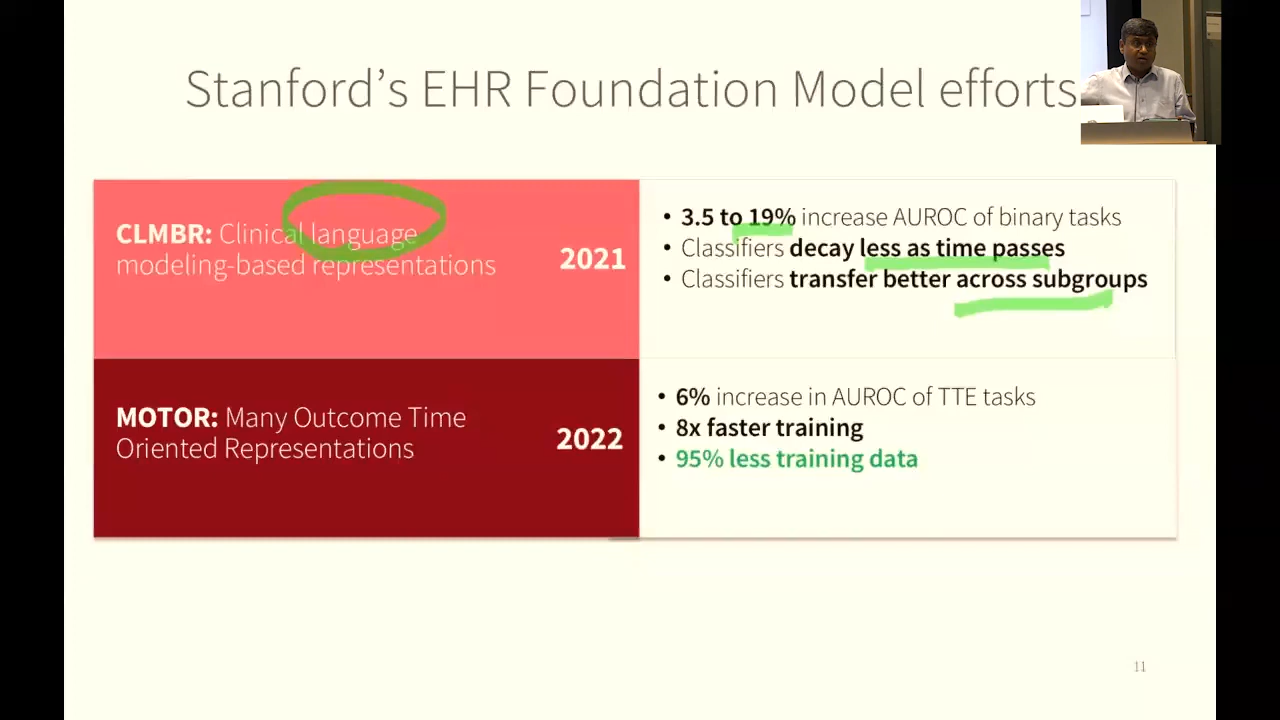 Stanford's EHR Foundation Model efforts
CLMBR: Clinical language
modeling-based representations
2021
• 3.5 to 19% increase AUROC of binary tasks
• Classifiers decay less as time passes
• Classifiers transfer better across subgroups
MOTOR: Many Outcome Time
Oriented Representations
2022
• 6% increase in AUROC of TTE tasks
• 8x faster training
• 95% less training data
11